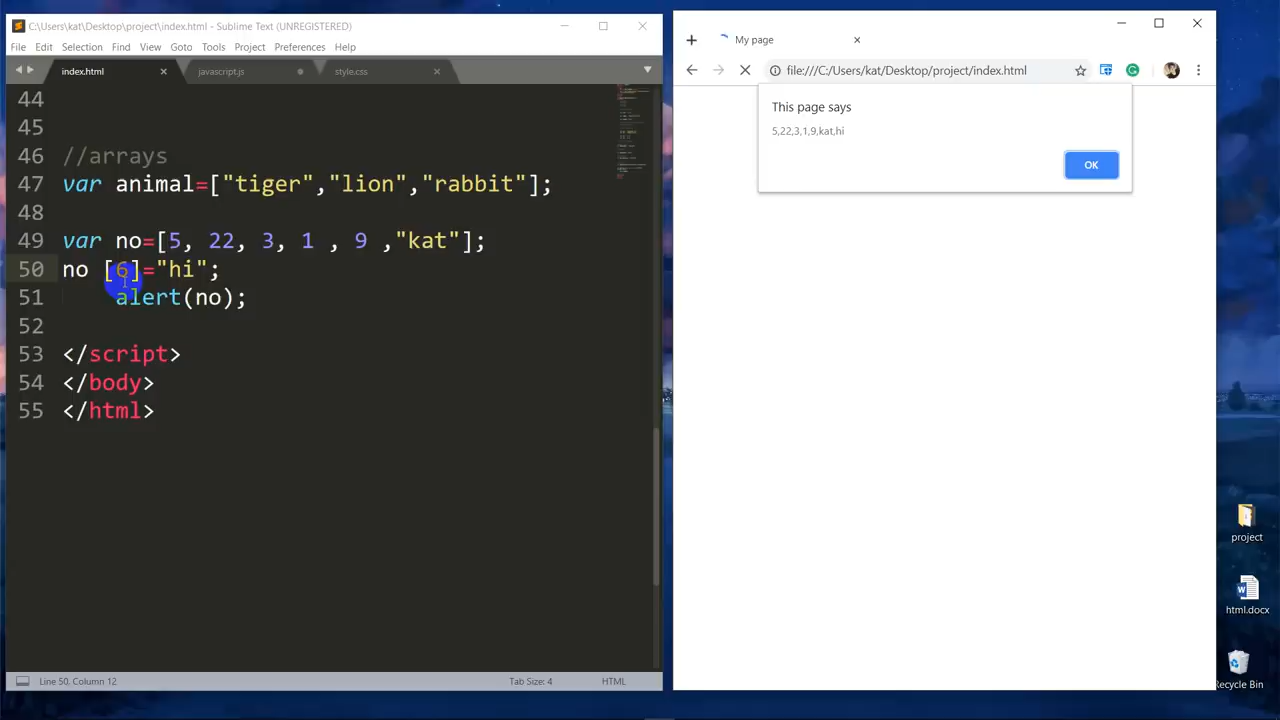 C:\Users\kat\Desktop\project\index.html - Sublime Text (UNREGISTERED)
File Edit Selection Find View Goto Tools Project Preferences Help
index.html javascript.js style.css
44
45
46 //arrays
47 var animal=["tiger","lion","rabbit"];
48
49 var no=[5, 22, 3, 1 , 9 ,"kat"];
50 no [6]="hi";
51 alert(no);
52
53 </script>
54 </body>
55 </html>
Line 50, Column 12 Tab Size: 4 HTML
My page
file:///C:/Users/kat/Desktop/project/index.html
This page says
5,22,3,1,9,kat,hi
OK
project
html.docx
Recycle Bin